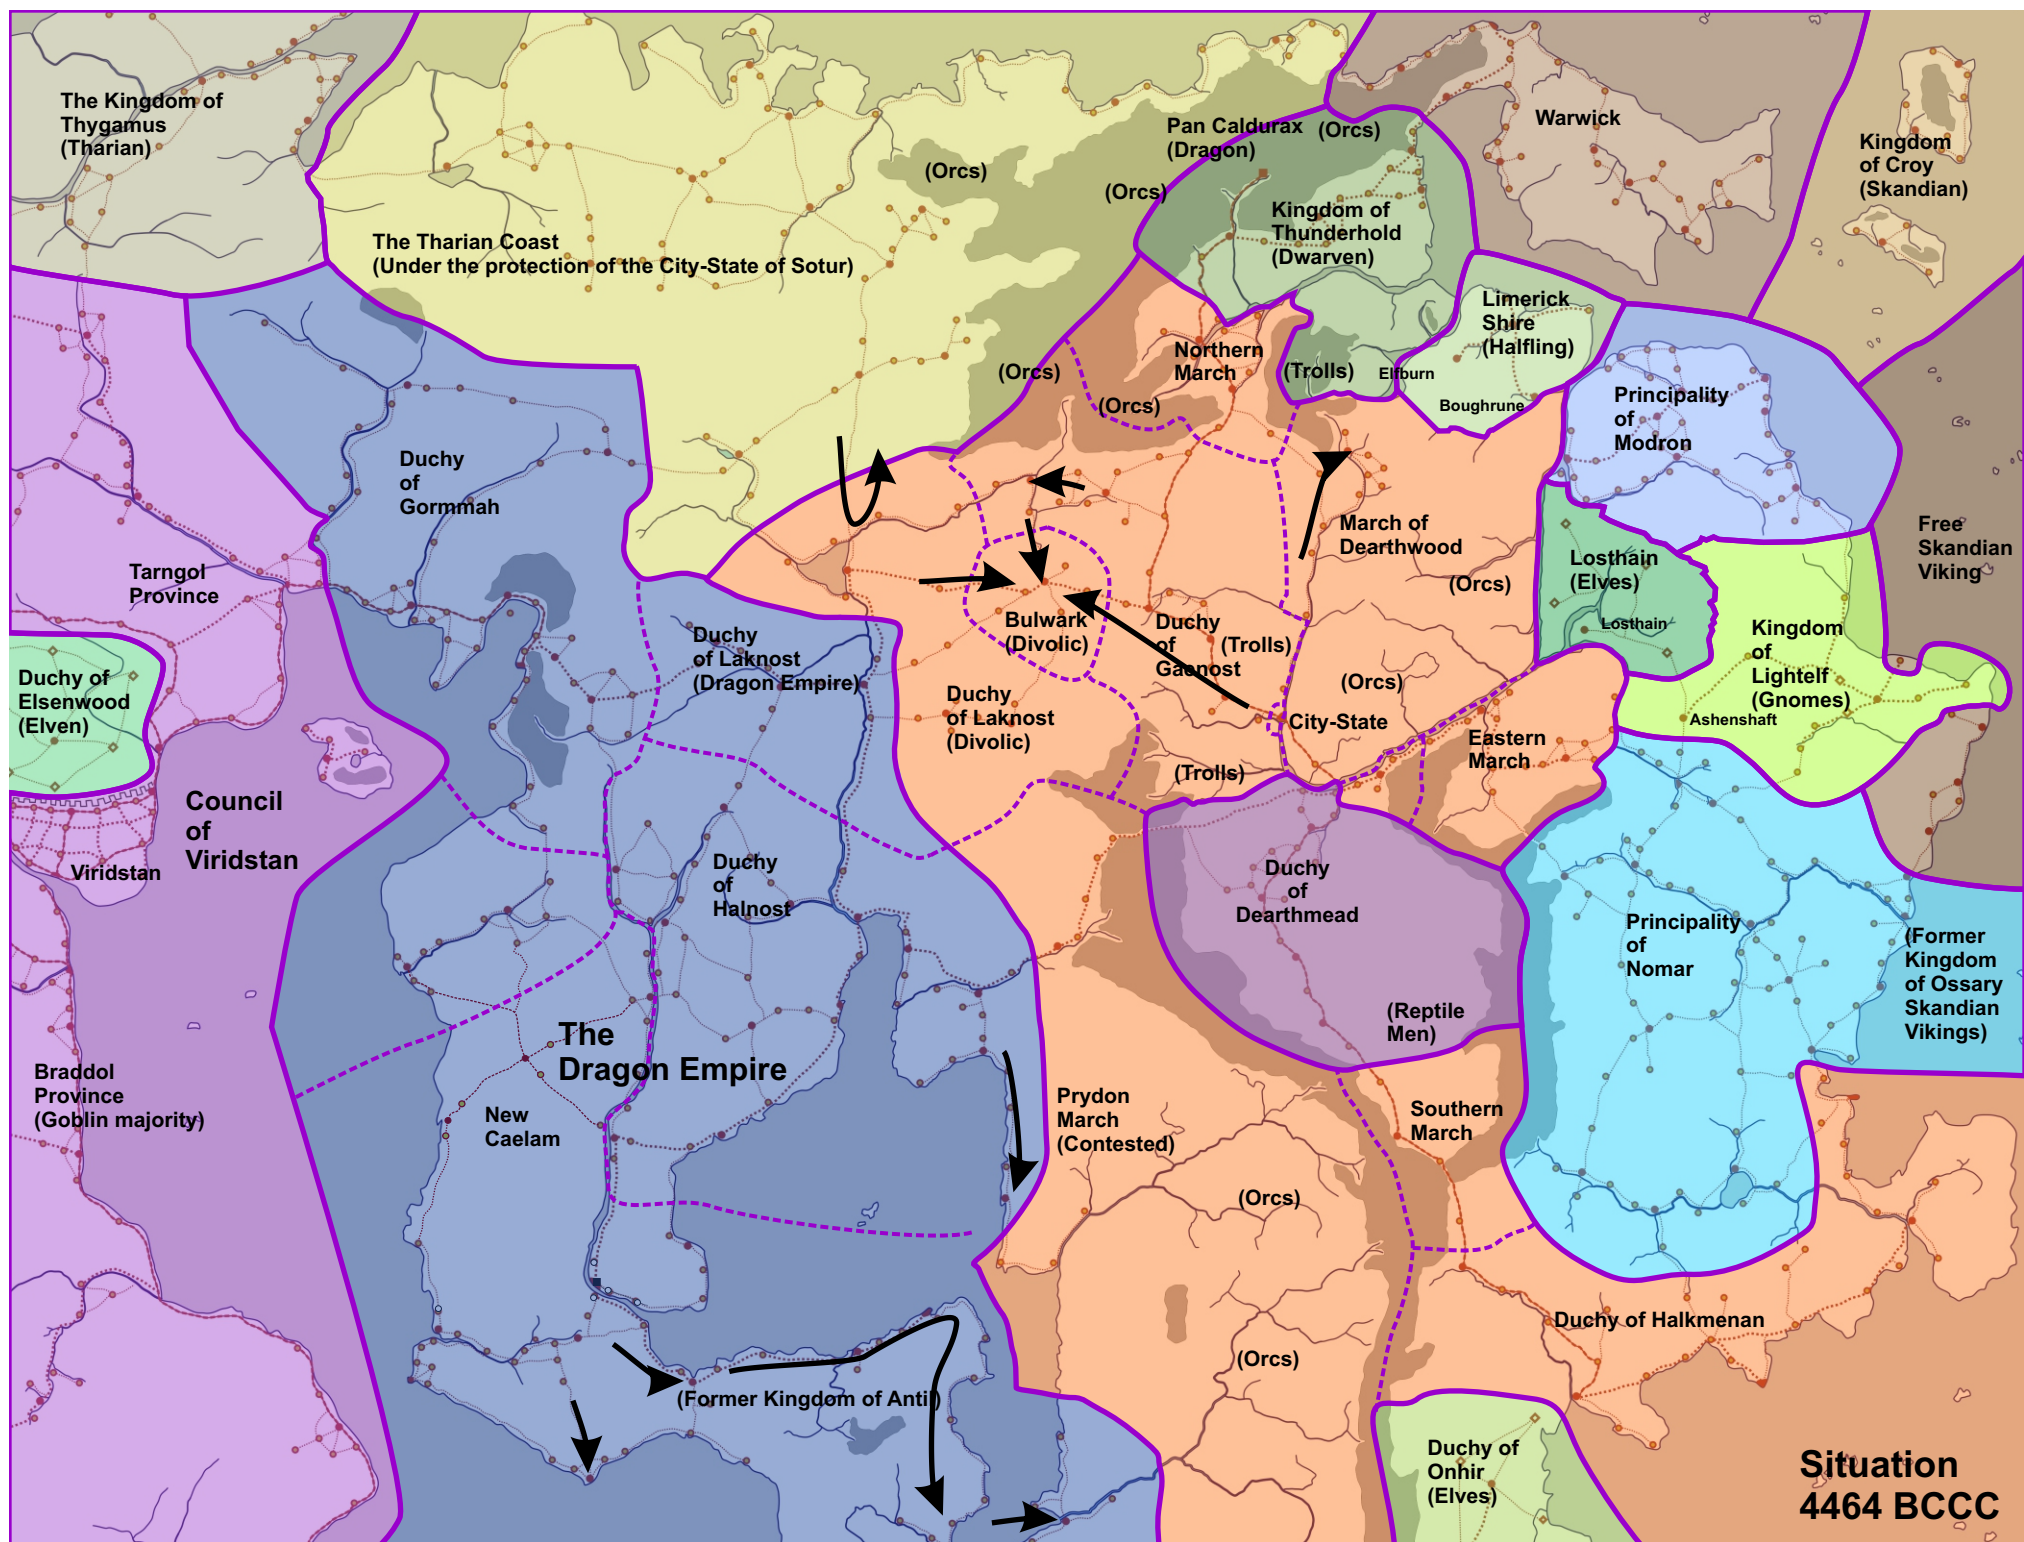 The Kingdom of
Thygamus
(Tharian)
The Tharian Coast
(Under the protection of the City-State of Sotur)
(Orcs)
(Orcs)
Pan Caldurax
(Dragon)
(Orcs)
Kingdom of
Thunderhold
(Dwarven)
Warwick
Kingdom
of Croy
(Skandian)
Limerick
Shire
(Halfling)
Northern
March
(Orcs)
(Orcs)
(Trolls)
Elfburn
Boughrune
Principality
of
Modron
Duchy
of
Gormmah
Tarngol
Province
March of
Dearthwood
(Orcs)
Losthain
(Elves)
Losthain
Free
Skandian
Viking
Duchy of
Elsenwood
(Elven)
Duchy
of Laknost
(Dragon Empire)
Bulwark
(Divolic)
Duchy
of
Gaenost
(Trolls)
Kingdom
of
Lightelf
(Gnomes)
Ashenshaft
Duchy
of Laknost
(Divolic)
(Orcs)
City-State
Eastern
March
(Trolls)
Council
of
Viridstan
Viridstan
Duchy
of
Halnost
Duchy
of
Dearthmead
(Reptile
Men)
Principality
of
Nomar
(Former
Kingdom
of Ossary
Skandian
Vikings)
The
Dragon Empire
Braddol
Province
(Goblin majority)
New
Caelam
Prydon
March
(Contested)
Southern
March
(Orcs)
(Orcs)
Duchy of Halkmenan
(Former Kingdom of Antil)
Duchy of
Onhir
(Elves)
Situation
4464 BCCC